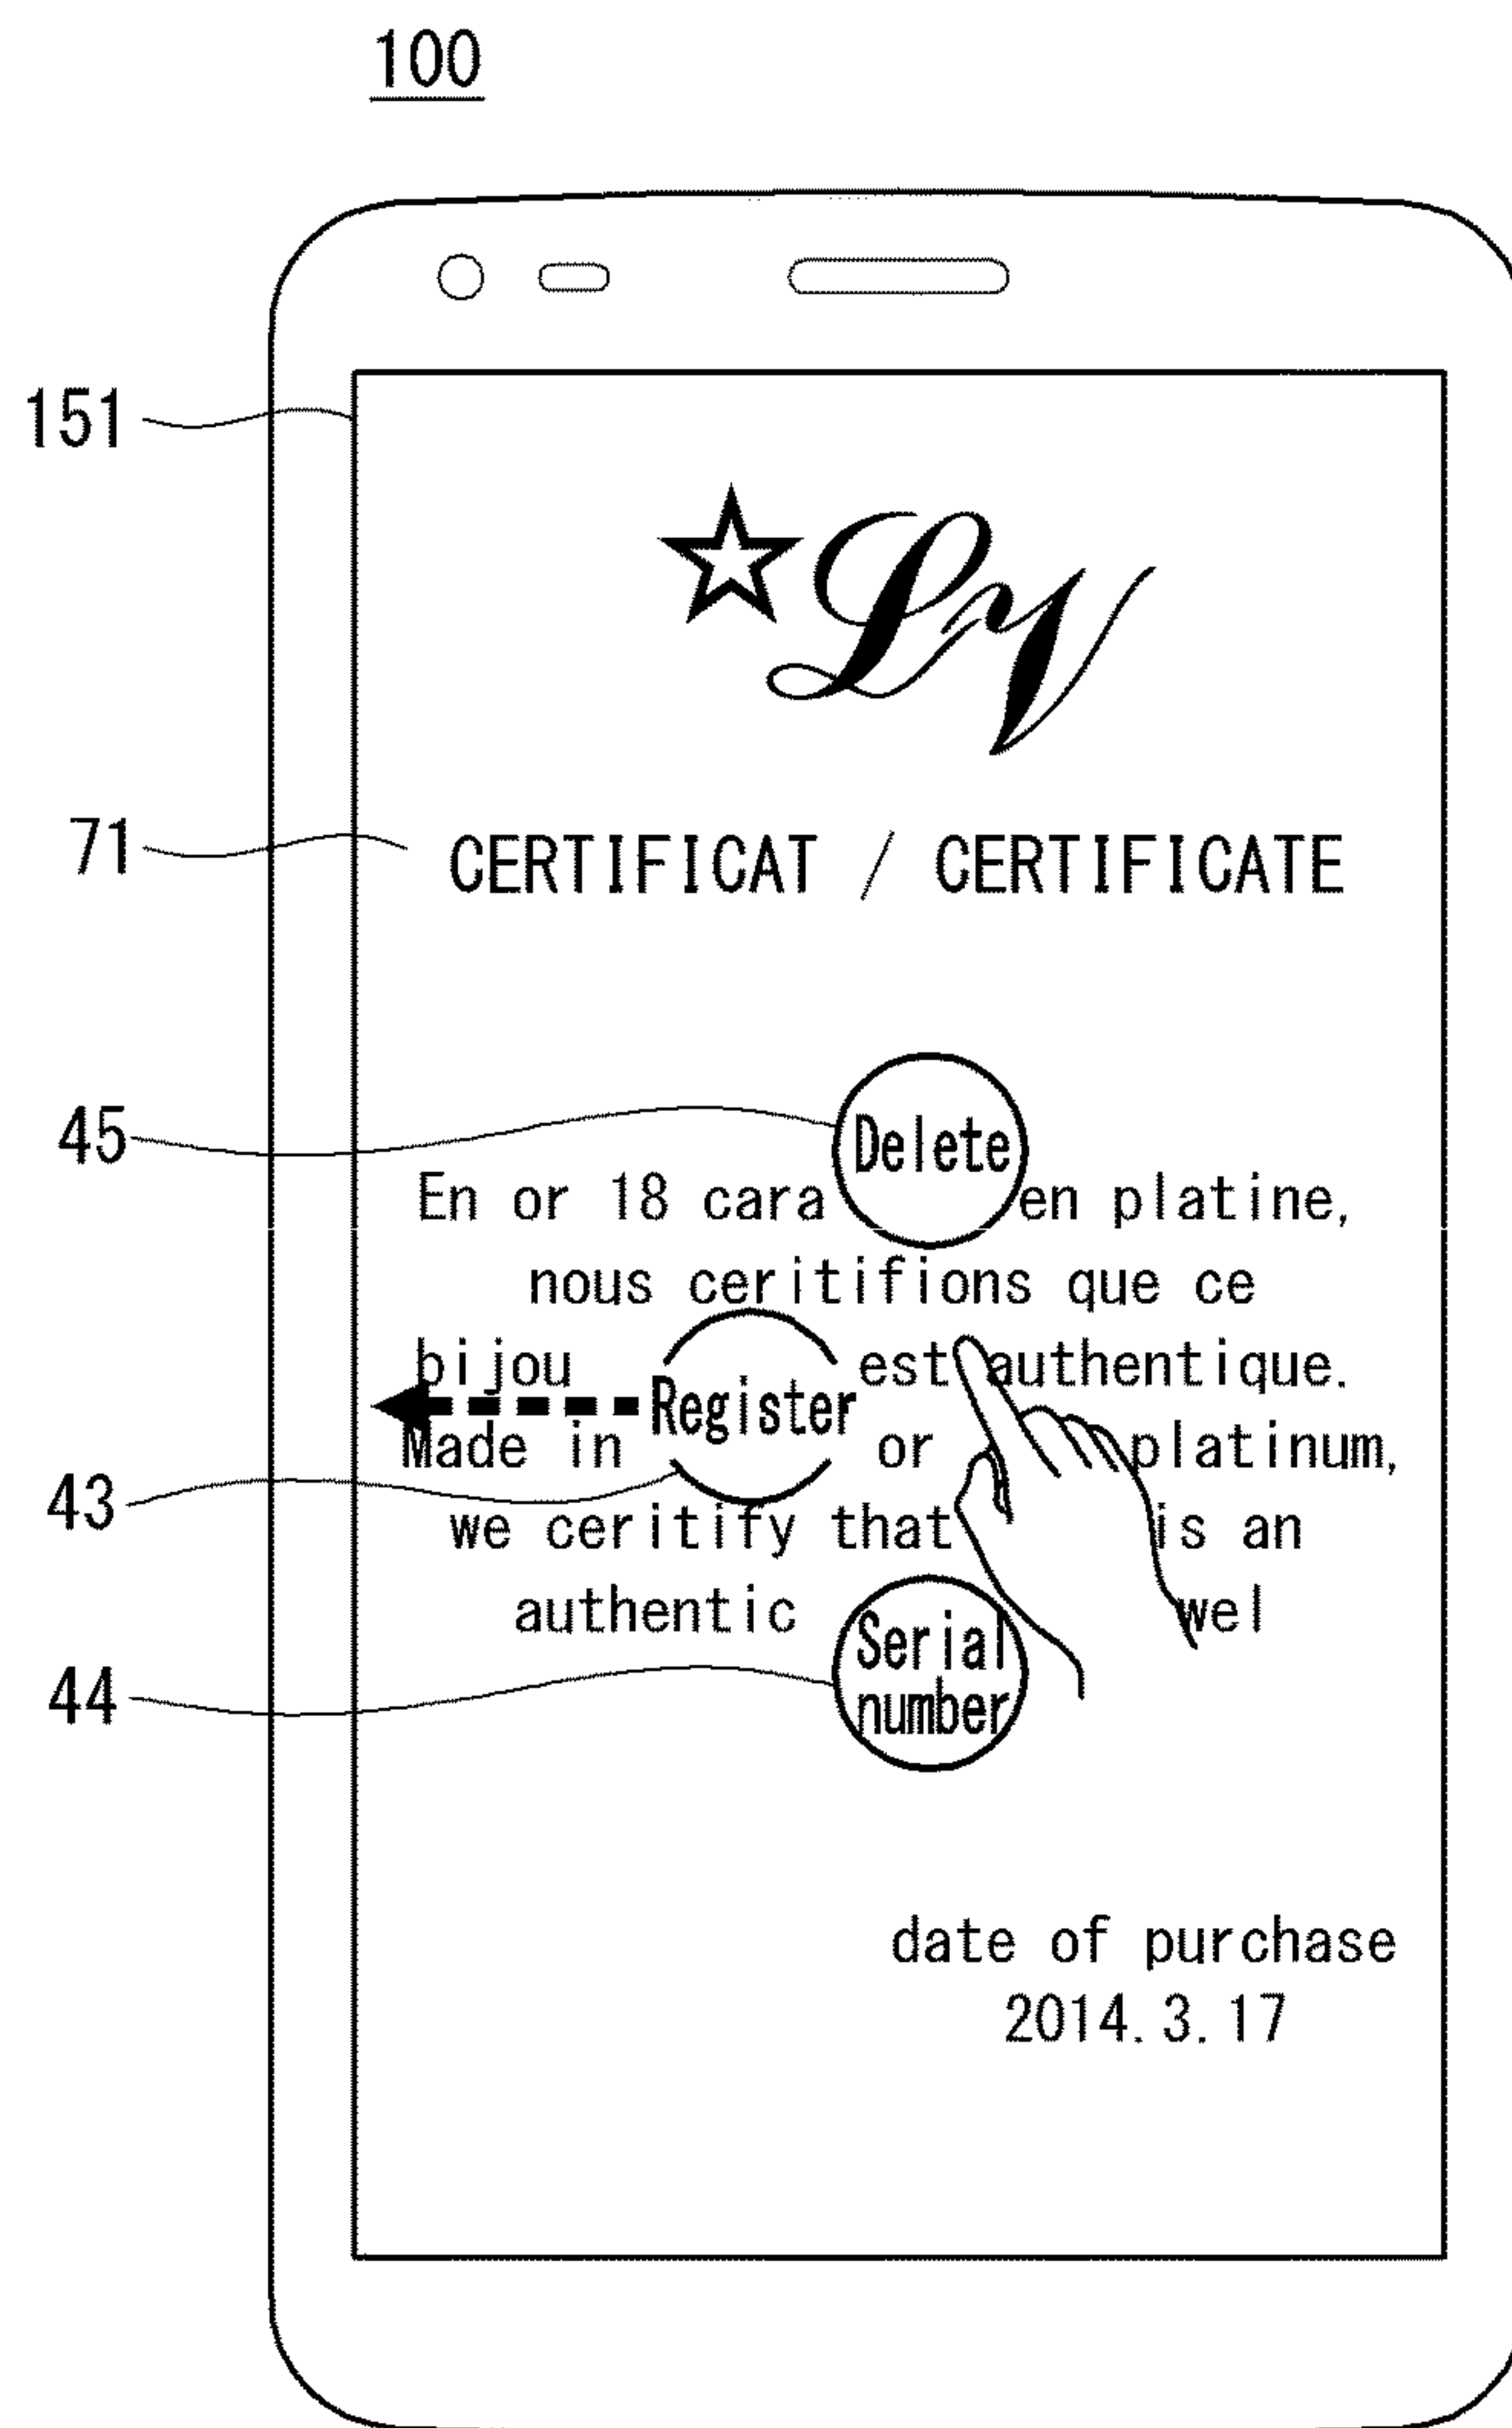 100
151
LV
71
CERTIFICAT / CERTIFICATE
45
Delete
En or 18 cara en platine,
nous ceritifions que ce
bijou est authentique.
Register
Made in or platinum,
43
we ceritify that is an
authentic wel
44
Serial
number
date of purchase
2014.3.17